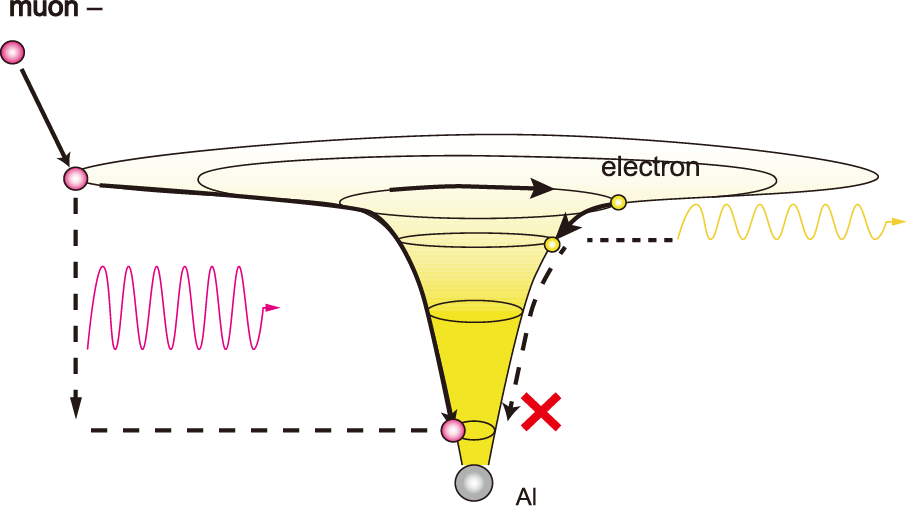 muon –
electron
Al